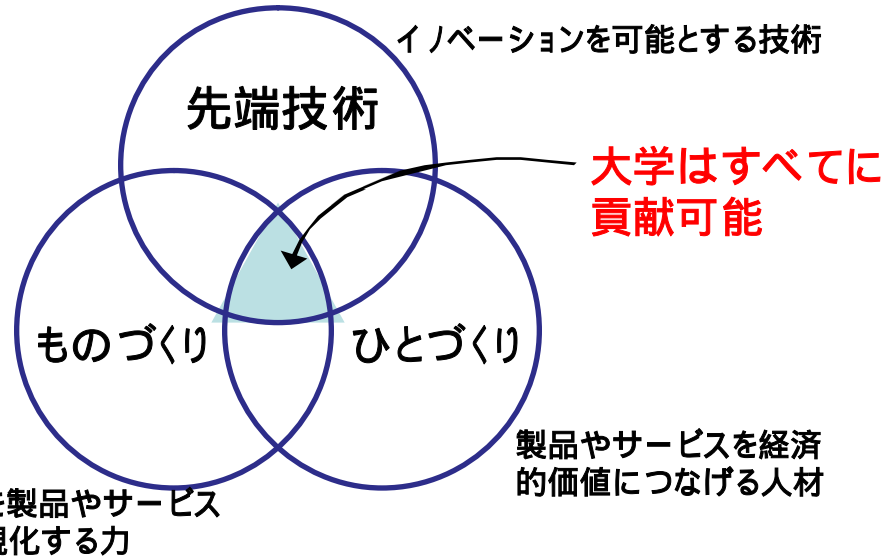 イノベーションを可能とする技術
先端技術
大学はすべてに
貢献可能
ものづくり
ひとづくり
製品やサービスを経済
的価値につなげる人材
を製品やサービス
化する力